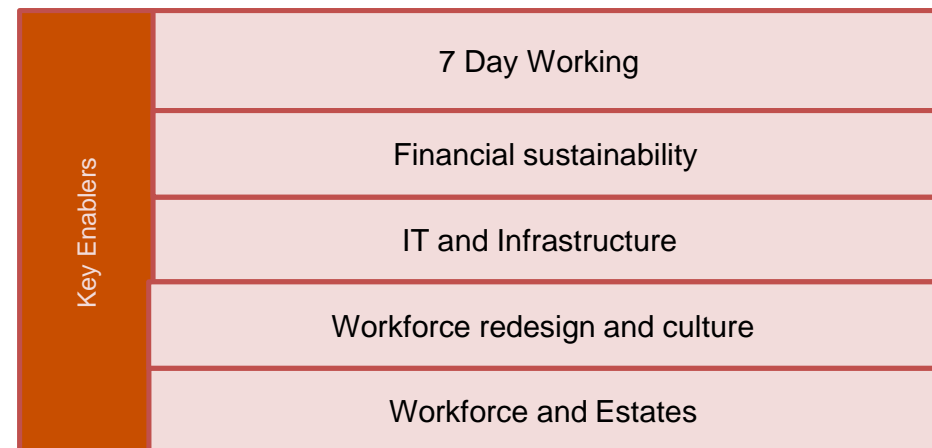 Key Enablers
7 Day Working
Financial sustainability
IT and Infrastructure
Workforce redesign and culture
Workforce and Estates